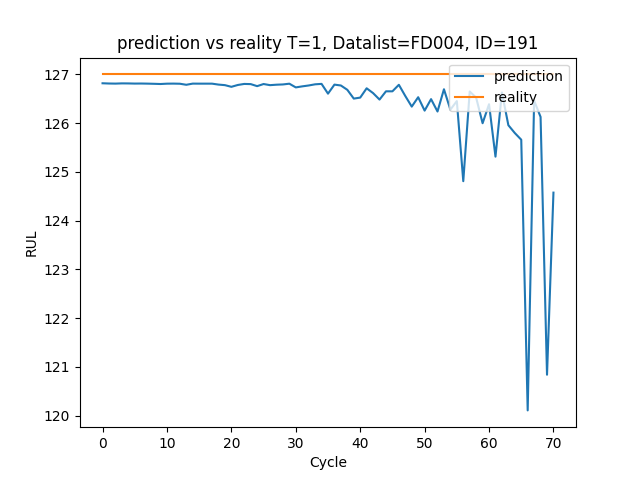 prediction vs reality T=1, Datalist=FD004, ID=191
127
126
125
124
123
122
121
120
RUL
prediction
reality
0 10 20 30 40 50 60 70
Cycle